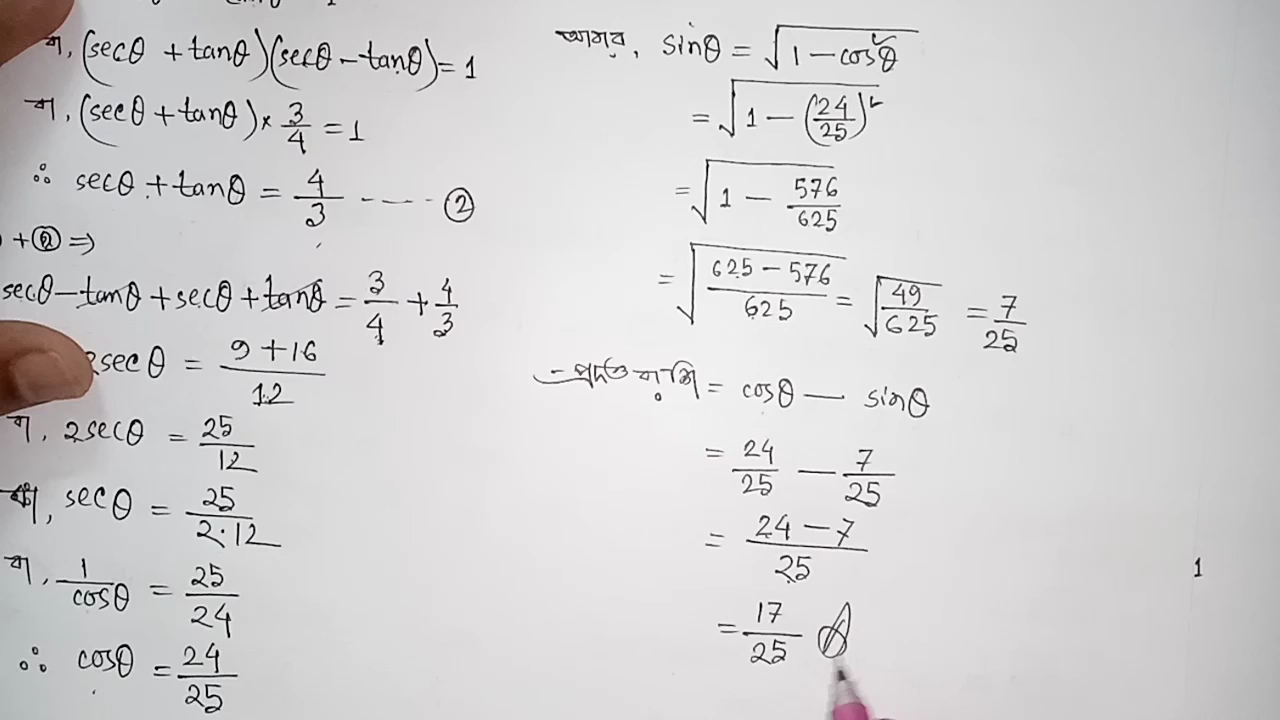 বা, (secθ + tanθ)(secθ - tanθ) = 1
বা, (secθ + tanθ) × 3/4 = 1
∴ secθ + tanθ = 4/3 ---- ②
+ ② ⇒
secθ - tanθ + secθ + tanθ = 3/4 + 4/3
2secθ = 9+16/12
বা, 2secθ = 25/12
বা, secθ = 25/2·12
বা, 1/cosθ = 25/24
∴ cosθ = 24/25
আবার, sinθ = √(1 - cos²θ)
= √(1 - (24/25)²)
= √(1 - 576/625)
= √(625 - 576/625) = √(49/625) = 7/25
∴ প্রদত্ত রাশি = cosθ - sinθ
= 24/25 - 7/25
= 24 - 7/25
= 17/25
1